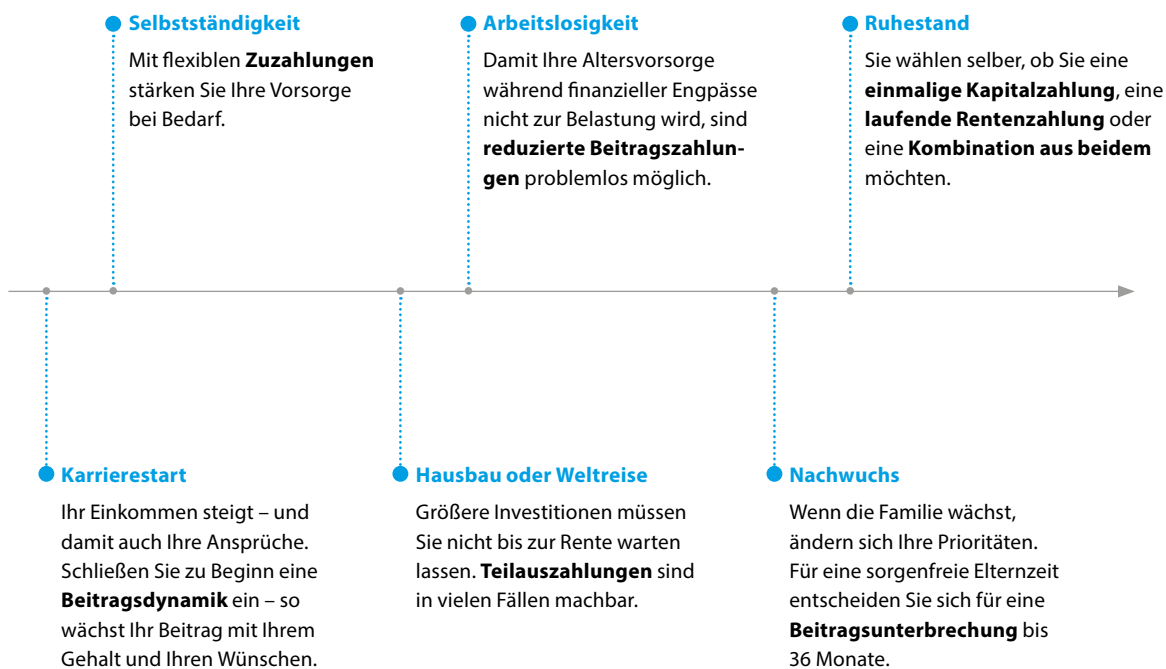 Selbstständigkeit
Mit flexiblen Zuzahlungen
stärken Sie Ihre Vorsorge
bei Bedarf.
Arbeitslosigkeit
Damit Ihre Altersvorsorge
während finanzieller Engpässe
nicht zur Belastung wird, sind
reduzierte Beitragszahlun-
gen problemlos möglich.
Ruhestand
Sie wählen selber, ob Sie eine
einmalige Kapitalzahlung, eine
laufende Rentenzahlung oder
eine Kombination aus beidem
möchten.
Karrierestart
Ihr Einkommen steigt – und
damit auch Ihre Ansprüche.
Schließen Sie zu Beginn eine
Beitragsdynamik ein – so
wächst Ihr Beitrag mit Ihrem
Gehalt und Ihren Wünschen.
Hausbau oder Weltreise
Größere Investitionen müssen
Sie nicht bis zur Rente warten
lassen. Teilauszahlungen sind
in vielen Fällen machbar.
Nachwuchs
Wenn die Familie wächst,
ändern sich Ihre Prioritäten.
Für eine sorgenfreie Elternzeit
entscheiden Sie sich für eine
Beitragsunterbrechung bis
36 Monate.